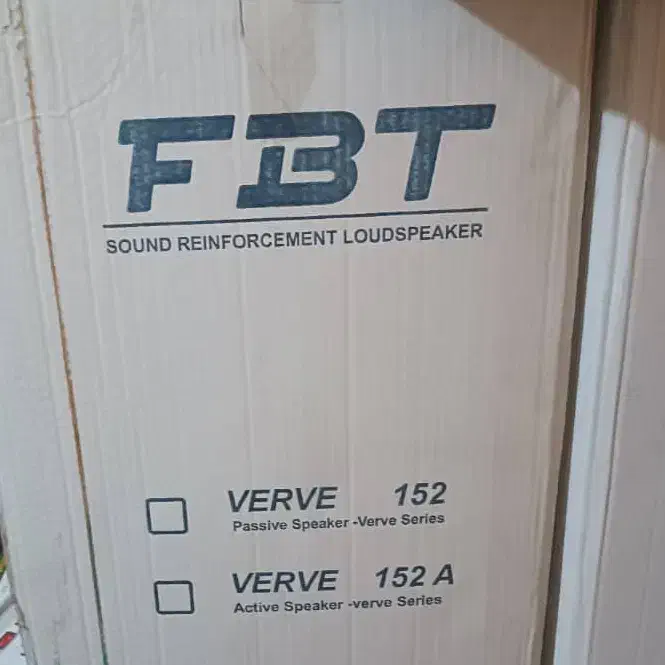 FBT
SOUND REINFORCEMENT LOUDSPEAKER
VERVE 152
Passive Speaker -Verve Series
VERVE 152 A
Active Speaker -verve Series